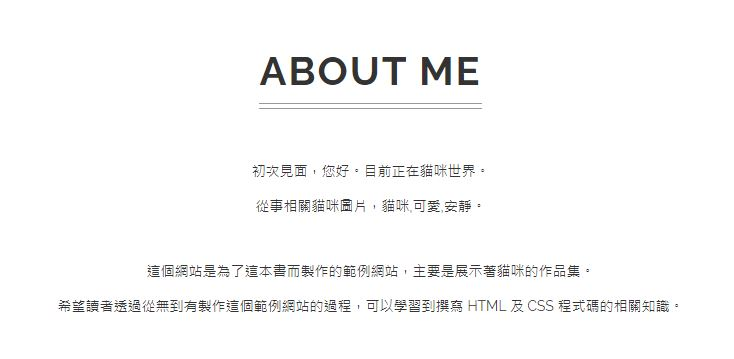 ABOUT ME
初次見面，您好。目前正在貓咪世界。
從事相關貓咪圖片，貓咪,可愛,安靜。
這個網站是為了這本書而製作的範例網站，主要是展示著貓咪的作品集。
希望讀者透過從無到有製作這個範例網站的過程，可以學習到撰寫 HTML 及 CSS 程式碼的相關知識。